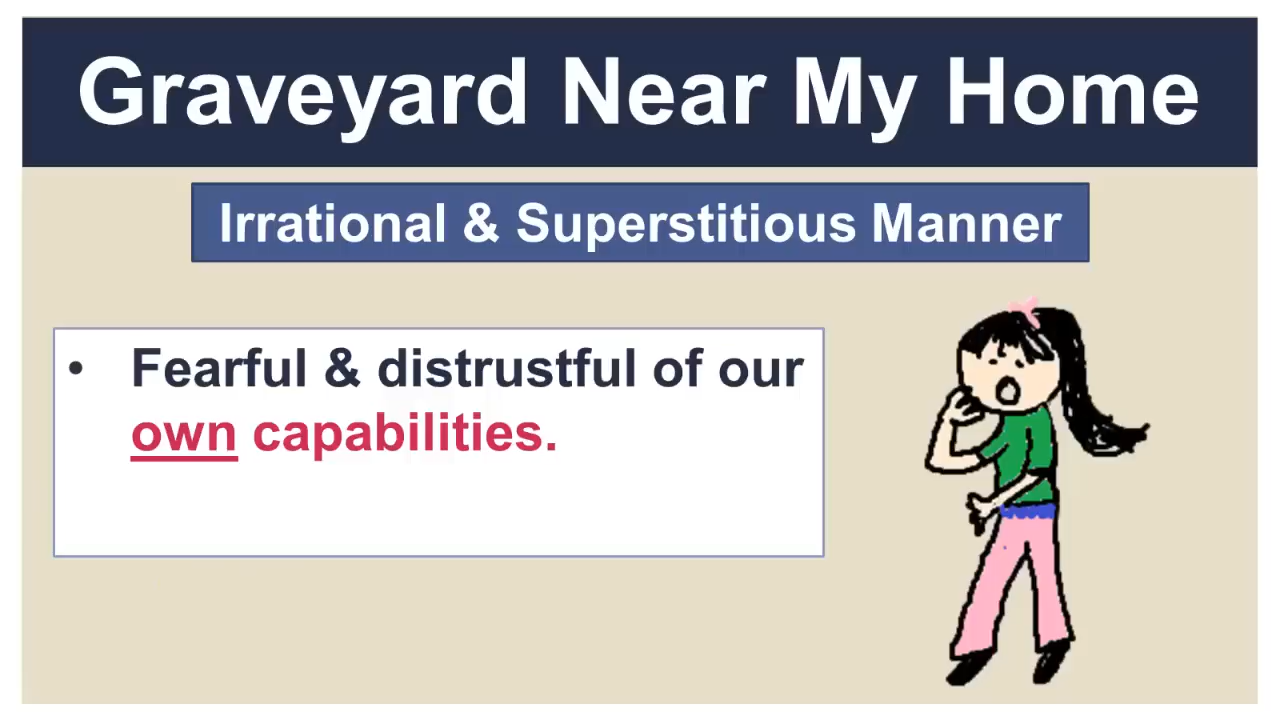 Graveyard Near My Home
Irrational & Superstitious Manner
• Fearful & distrustful of our
own capabilities.